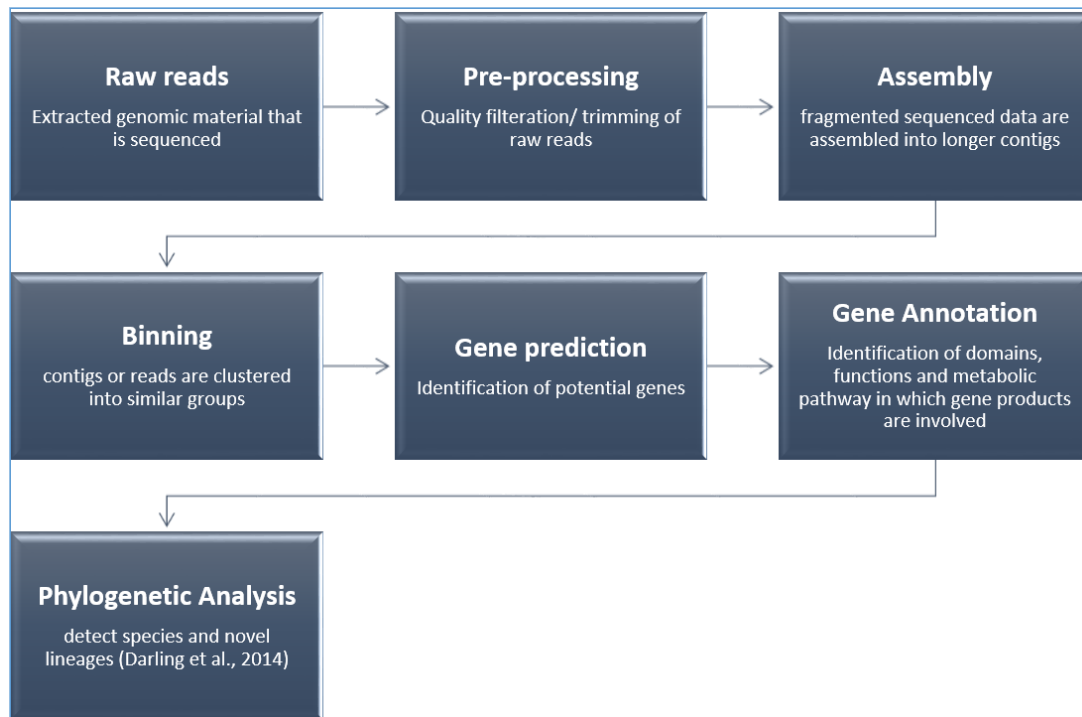 Raw reads
Extracted genomic material that
is sequenced
Pre-processing
Quality filteration/ trimming of
raw reads
Assembly
fragmented sequenced data are
assembled into longer contigs
Binning
contigs or reads are clustered
into similar groups
Gene prediction
Identification of potential genes
Gene Annotation
Identification of domains,
functions and metabolic
pathway in which gene products
are involved
Phylogenetic Analysis
detect species and novel
lineages (Darling et al., 2014)